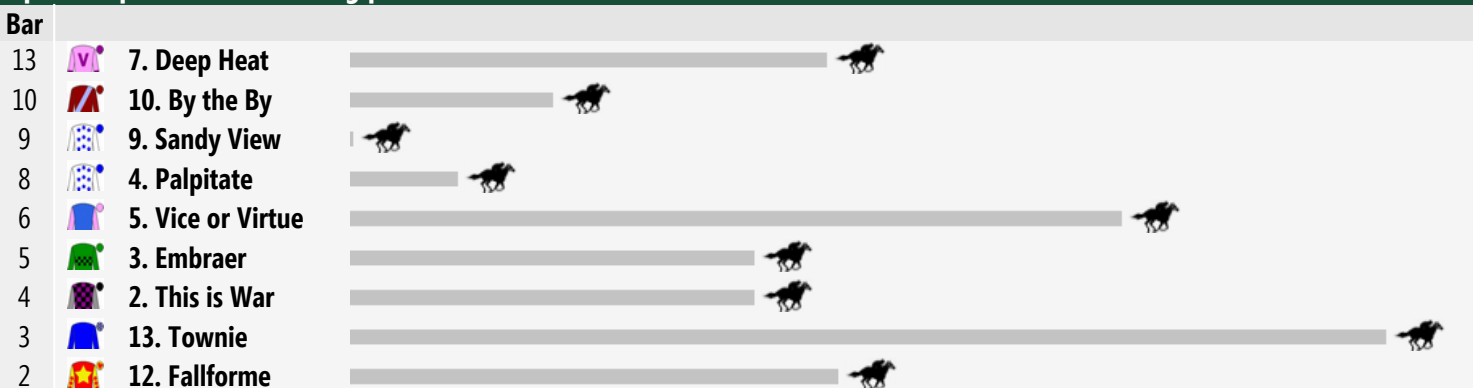 Bar
13 V 7. Deep Heat
10 10. By the By
9 9. Sandy View
8 4. Palpitate
6 5. Vice or Virtue
5 3. Embraer
4 2. This is War
3 13. Townie
2 12. Fallforme